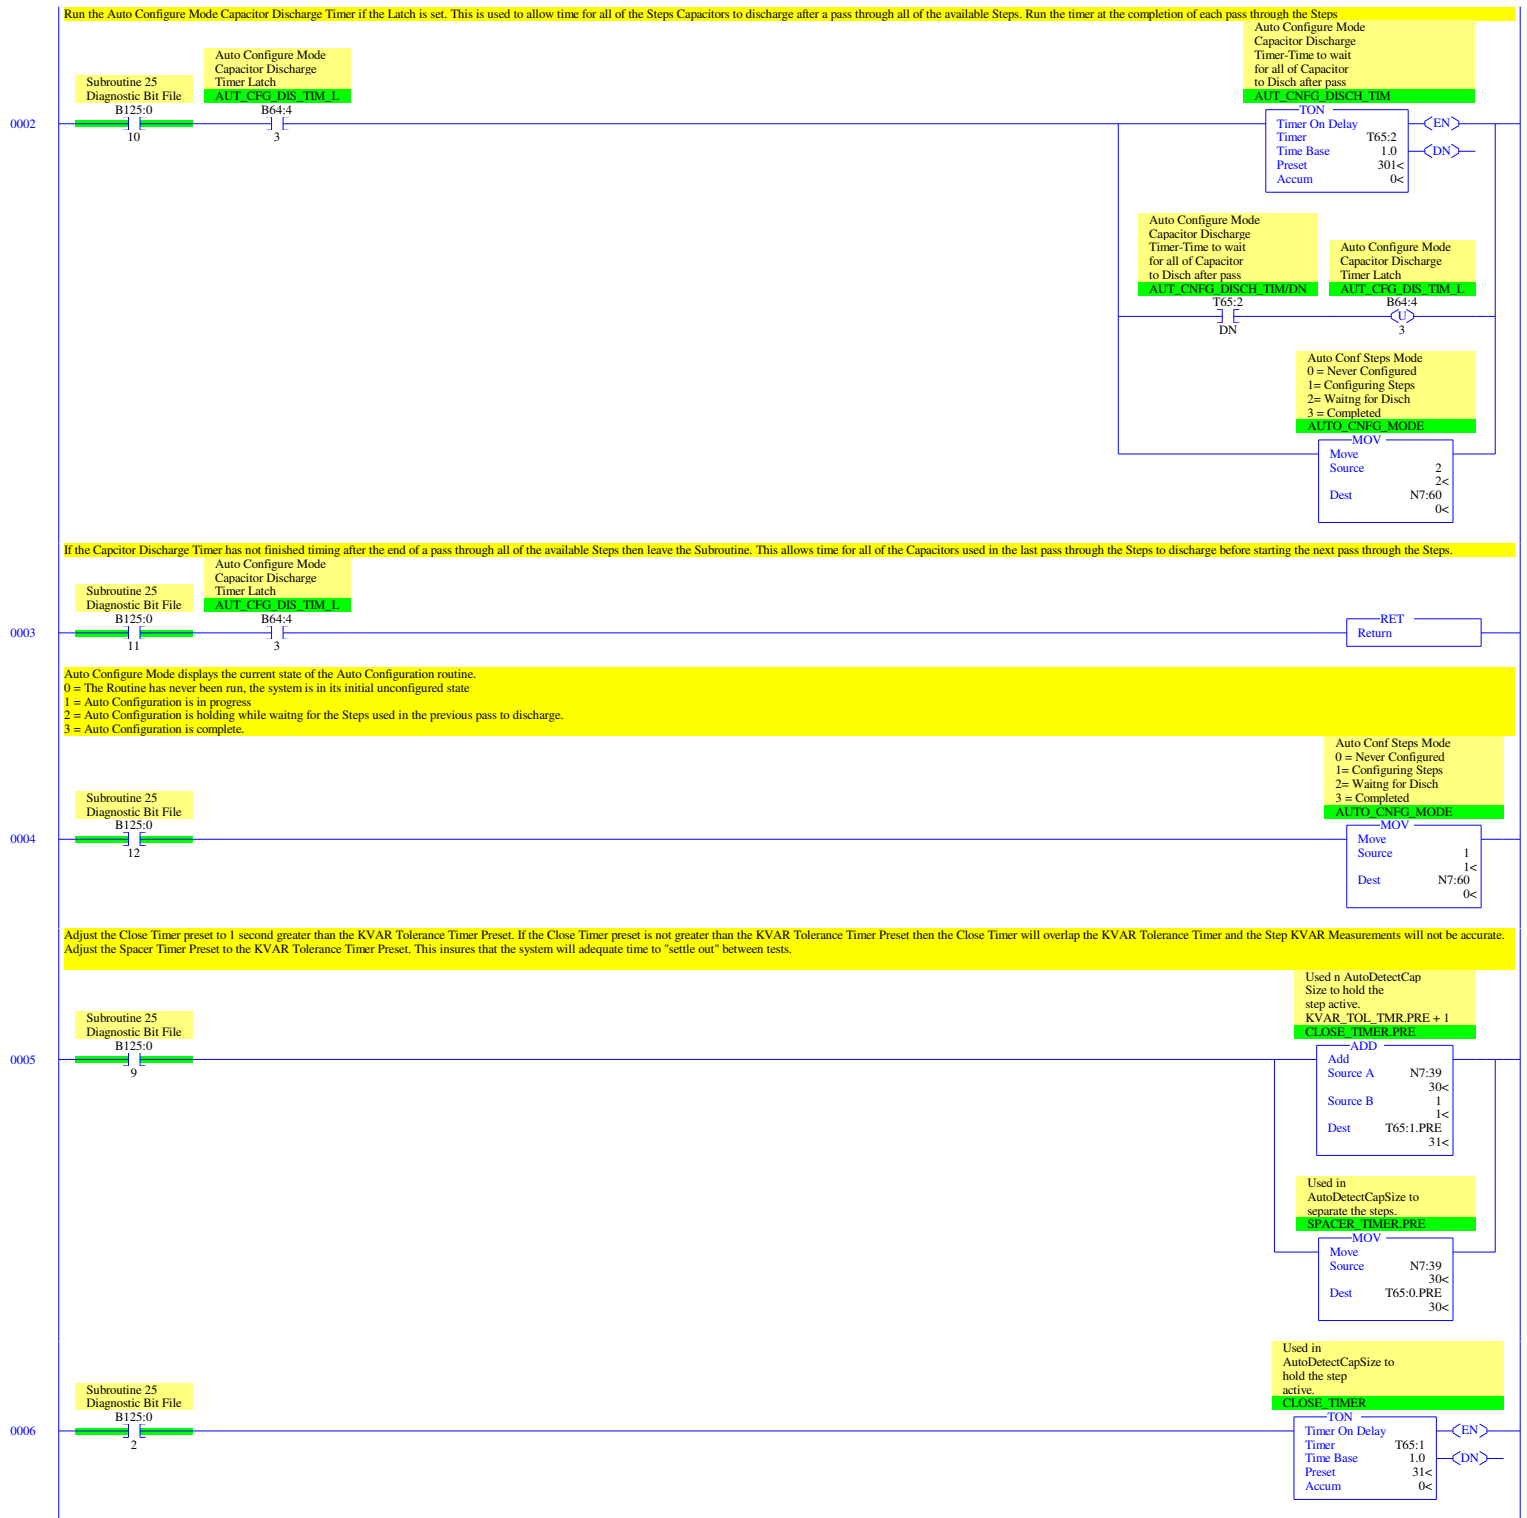 Run the Auto Configure Mode Capacitor Discharge Timer if the Latch is set. This is used to allow time for all of the Steps Capacitors to discharge after a pass through all of the available Steps. Run the timer at the completion of each pass through the Steps
Auto Configure Mode
Capacitor Discharge
Timer-Time to wait
for all of Capacitor
to Disch after pass
AUT_CNFG_DISCH_TIM
Auto Configure Mode
Capacitor Discharge
Timer Latch
AUT_CFG_DIS_TIM_L
Subroutine 25
Diagnostic Bit File
B125:0
10
B64:4
3
0002
TON
Timer On Delay
Timer T65:2
Time Base 1.0
Preset 301<
Accum 0<
EN
DN
Auto Configure Mode
Capacitor Discharge
Timer-Time to wait
for all of Capacitor
to Disch after pass
AUT_CNFG_DISCH_TIM/DN
T65:2
DN
Auto Configure Mode
Capacitor Discharge
Timer Latch
AUT_CFG_DIS_TIM_L
B64:4
U
3
Auto Conf Steps Mode
0 = Never Configured
1= Configuring Steps
2= Waitng for Disch
3 = Completed
AUTO_CNFG_MODE
MOV
Move
Source 2
2<
Dest N7:60
0<
If the Capcitor Discharge Timer has not finished timing after the end of a pass through all of the available Steps then leave the Subroutine. This allows time for all of the Capacitors used in the last pass through the Steps to discharge before starting the next pass through the Steps.
Auto Configure Mode
Capacitor Discharge
Timer Latch
AUT_CFG_DIS_TIM_L
Subroutine 25
Diagnostic Bit File
B125:0
11
B64:4
3
0003
RET
Return
Auto Configure Mode displays the current state of the Auto Configuration routine.
0 = The Routine has never been run, the system is in its initial unconfigured state
1 = Auto Configuration is in progress
2 = Auto Configuration is holding while waitng for the Steps used in the previous pass to discharge.
3 = Auto Configuration is complete.
Auto Conf Steps Mode
0 = Never Configured
1= Configuring Steps
2= Waitng for Disch
3 = Completed
AUTO_CNFG_MODE
Subroutine 25
Diagnostic Bit File
B125:0
12
0004
MOV
Move
Source 1
1<
Dest N7:60
0<
Adjust the Close Timer preset to 1 second greater than the KVAR Tolerance Timer Preset. If the Close Timer preset is not greater than the KVAR Tolerance Timer Preset then the Close Timer will overlap the KVAR Tolerance Timer and the Step KVAR Measurements will not be accurate.
Adjust the Spacer Timer Preset to the KVAR Tolerance Timer Preset. This insures that the system will adequate time to "settle out" between tests.
Used n AutoDetectCap
Size to hold the
step active.
KVAR_TOL_TMR.PRE + 1
CLOSE_TIMER.PRE
Subroutine 25
Diagnostic Bit File
B125:0
9
0005
ADD
Add
Source A N7:39
30<
Source B 1
1<
Dest T65:1.PRE
31<
Used in
AutoDetectCapSize to
separate the steps.
SPACER_TIMER.PRE
MOV
Move
Source N7:39
30<
Dest T65:0.PRE
30<
Used in
AutoDetectCapSize to
hold the step
active.
CLOSE_TIMER
Subroutine 25
Diagnostic Bit File
B125:0
2
0006
TON
Timer On Delay
Timer T65:1
Time Base 1.0
Preset 31<
Accum 0<
EN
DN